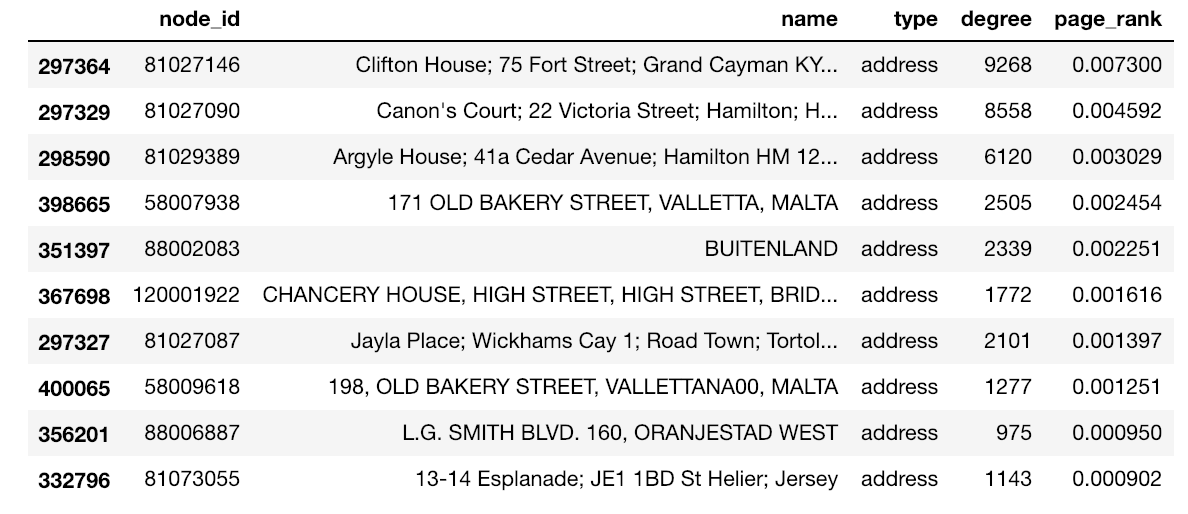 node_id name type degree page_rank
297364 81027146 Clifton House; 75 Fort Street; Grand Cayman KY... address 9268 0.007300
297329 81027090 Canon's Court; 22 Victoria Street; Hamilton; H... address 8558 0.004592
298590 81029389 Argyle House; 41a Cedar Avenue; Hamilton HM 12... address 6120 0.003029
398665 58007938 171 OLD BAKERY STREET, VALLETTA, MALTA address 2505 0.002454
351397 88002083 BUITENLAND address 2339 0.002251
367698 120001922 CHANCERY HOUSE, HIGH STREET, HIGH STREET, BRID... address 1772 0.001616
297327 81027087 Jayla Place; Wickhams Cay 1; Road Town; Tortol... address 2101 0.001397
400065 58009618 198, OLD BAKERY STREET, VALLETTANA00, MALTA address 1277 0.001251
356201 88006887 L.G. SMITH BLVD. 160, ORANJESTAD WEST address 975 0.000950
332796 81073055 13-14 Esplanade; JE1 1BD St Helier; Jersey address 1143 0.000902